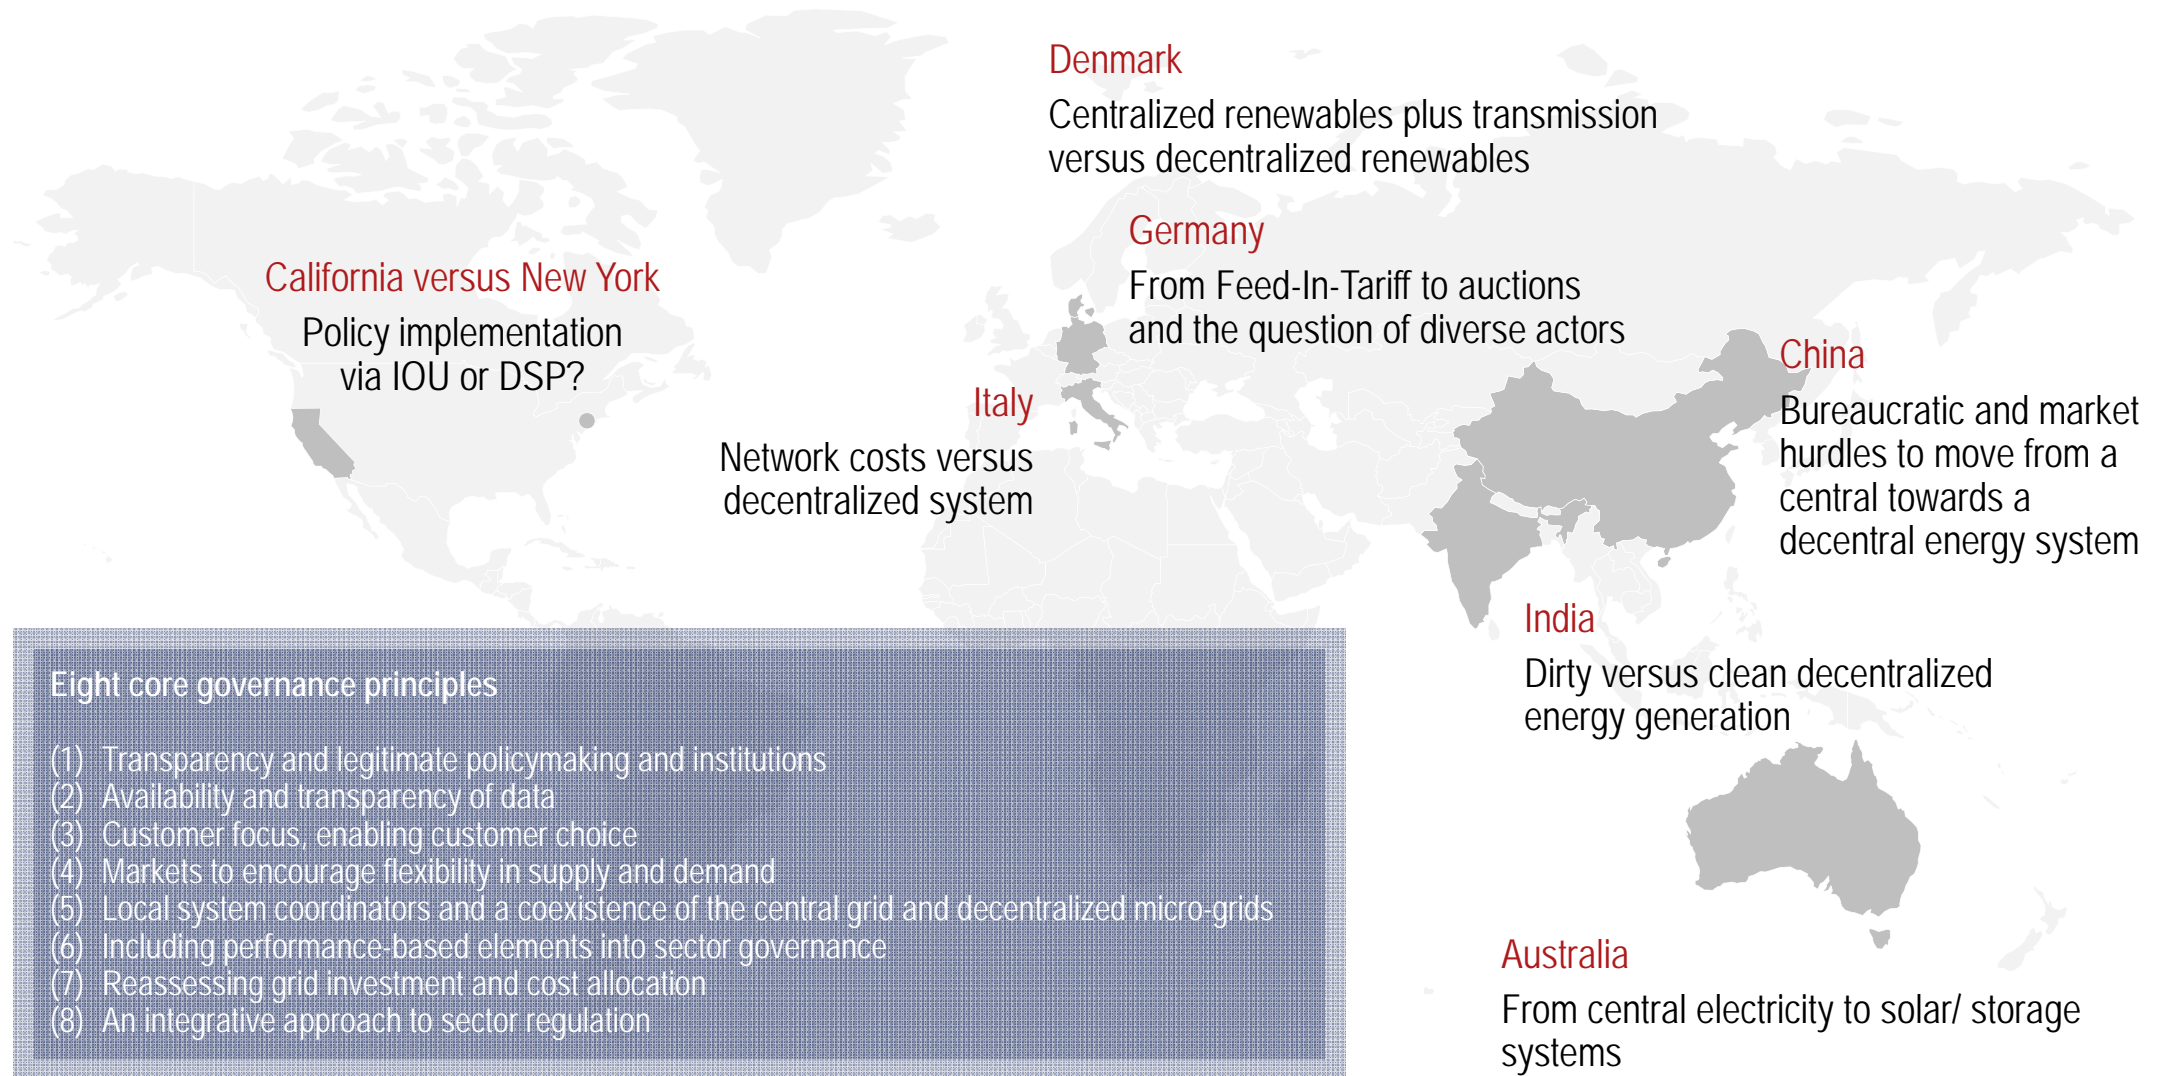 Denmark
Centralized renewables plus transmission
versus decentralized renewables
Germany
From Feed-In-Tariff to auctions
and the question of diverse actors
California versus New York
Policy implementation
via IOU or DSP?
Italy
Network costs versus
decentralized system
China
Bureaucratic and market
hurdles to move from a
central towards a
decentral energy system
India
Dirty versus clean decentralized
energy generation
Australia
From central electricity to solar/ storage
systems
Eight core governance principles
(1) Transparency and legitimate policymaking and institutions
(2) Availability and transparency of data
(3) Customer focus, enabling customer choice
(4) Markets to encourage flexibility in supply and demand
(5) Local system coordinators and a coexistence of the central grid and decentralized micro-grids
(6) Including performance-based elements into sector governance
(7) Reassessing grid investment and cost allocation
(8) An integrative approach to sector regulation